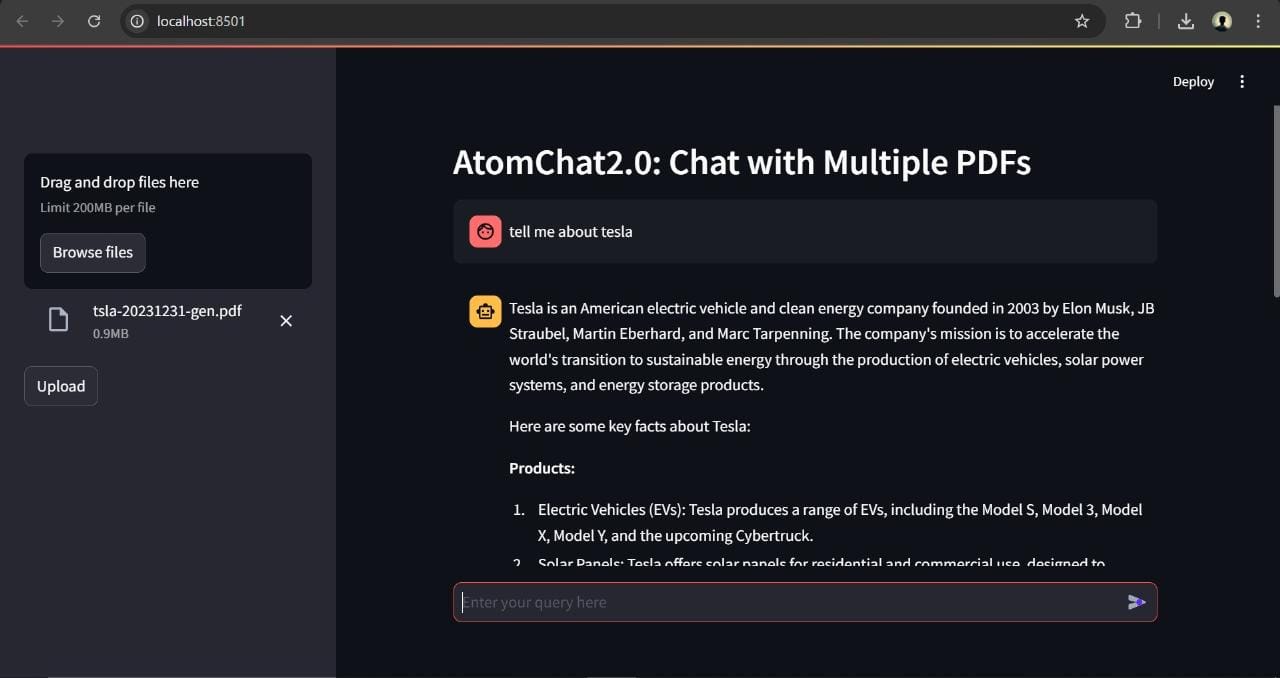 localhost:8501
Deploy
Drag and drop files here
Limit 200MB per file
Browse files
tsla-20231231-gen.pdf
0.9MB
Upload
AtomChat2.0: Chat with Multiple PDFs
tell me about tesla
Tesla is an American electric vehicle and clean energy company founded in 2003 by Elon Musk, JB
Straubel, Martin Eberhard, and Marc Tarpenning. The company's mission is to accelerate the
world's transition to sustainable energy through the production of electric vehicles, solar power
systems, and energy storage products.
Here are some key facts about Tesla:
Products:
1. Electric Vehicles (EVs): Tesla produces a range of EVs, including the Model S, Model 3, Model
X, Model Y, and the upcoming Cybertruck.
2. Solar Panels: Tesla offers solar panels for residential and commercial use, designed to
Enter your query here